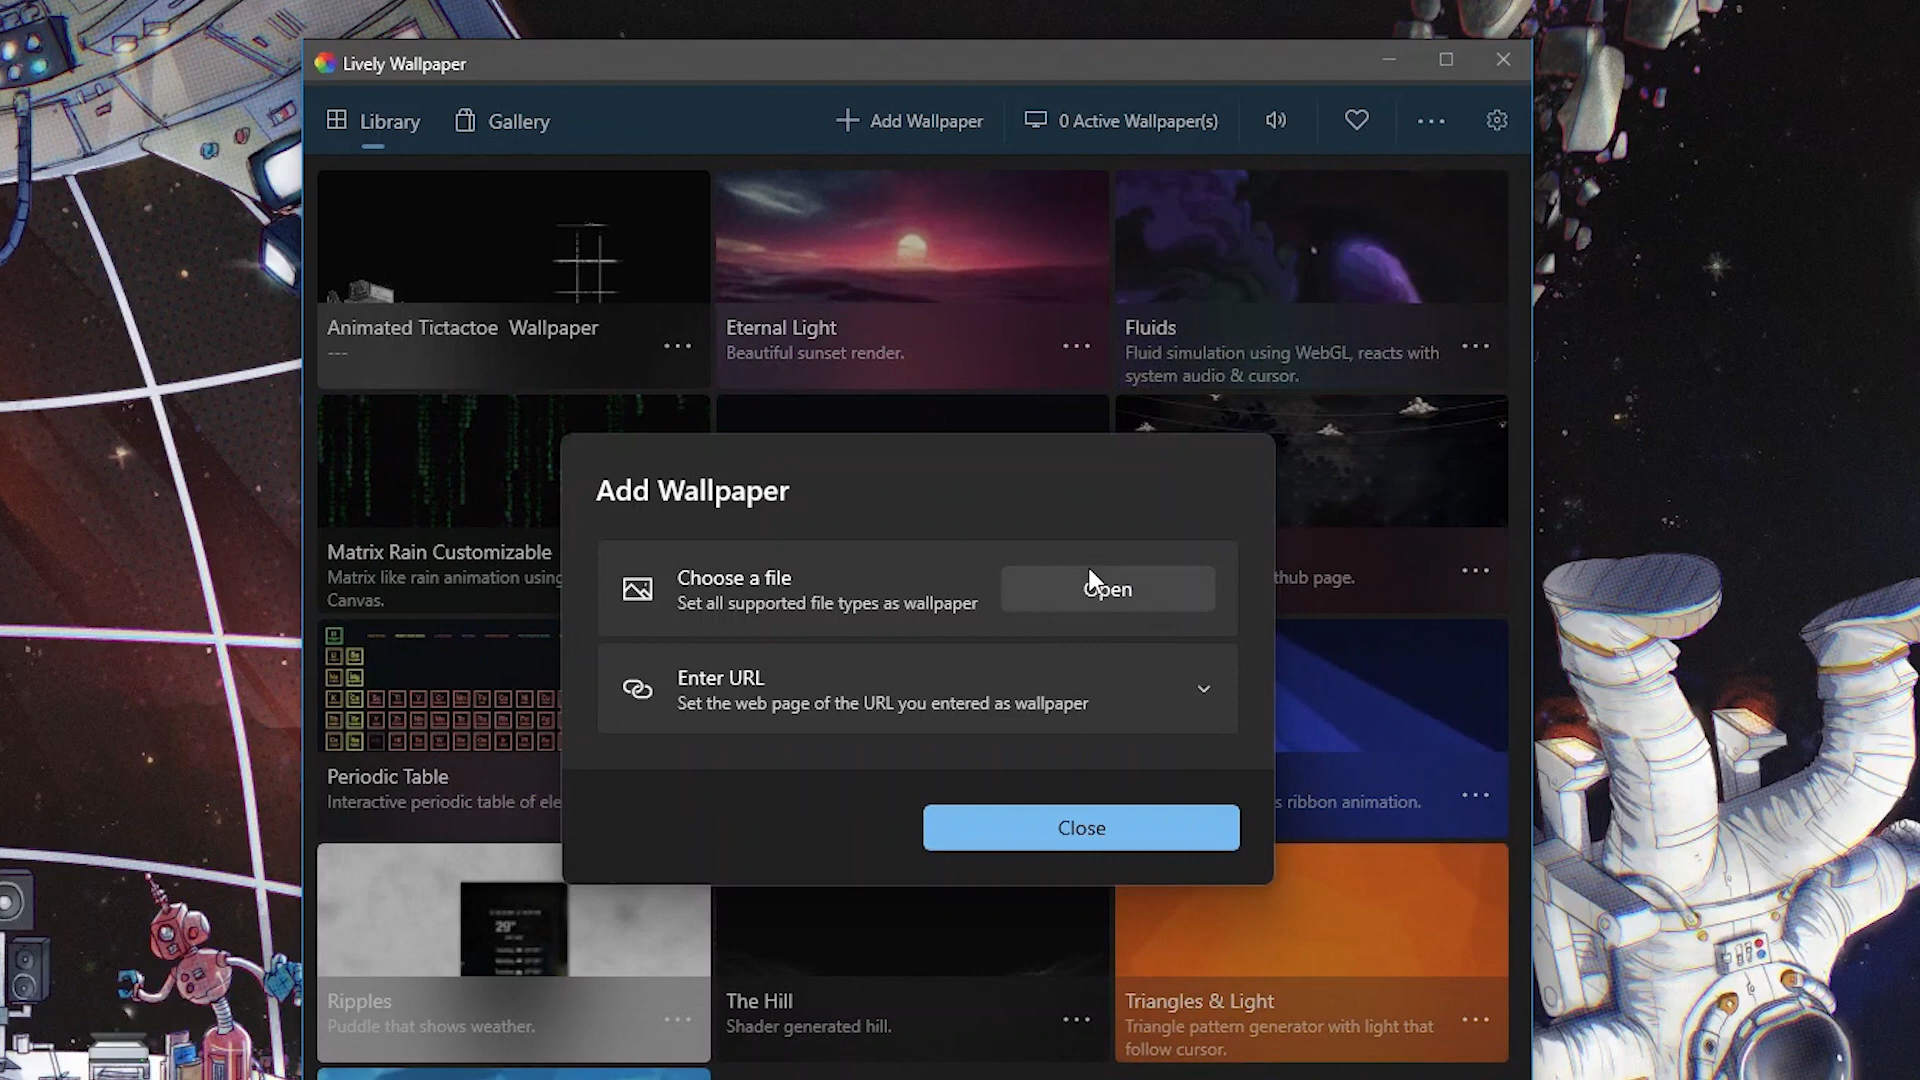 Lively Wallpaper
Library
Gallery
Add Wallpaper
0 Active Wallpaper(s)
Animated Tictactoe Wallpaper
---
Eternal Light
Beautiful sunset render.
Fluids
Fluid simulation using WebGL, reacts with
system audio & cursor.
Matrix Rain Customizable
Matrix like rain animation using
Canvas.
thub page.
Add Wallpaper
Choose a file
Set all supported file types as wallpaper
Open
Enter URL
Set the web page of the URL you entered as wallpaper
Close
Periodic Table
Interactive periodic table of ele
s ribbon animation.
29°
Ripples
Puddle that shows weather.
The Hill
Shader generated hill.
Triangles & Light
Triangle pattern generator with light that
follow cursor.